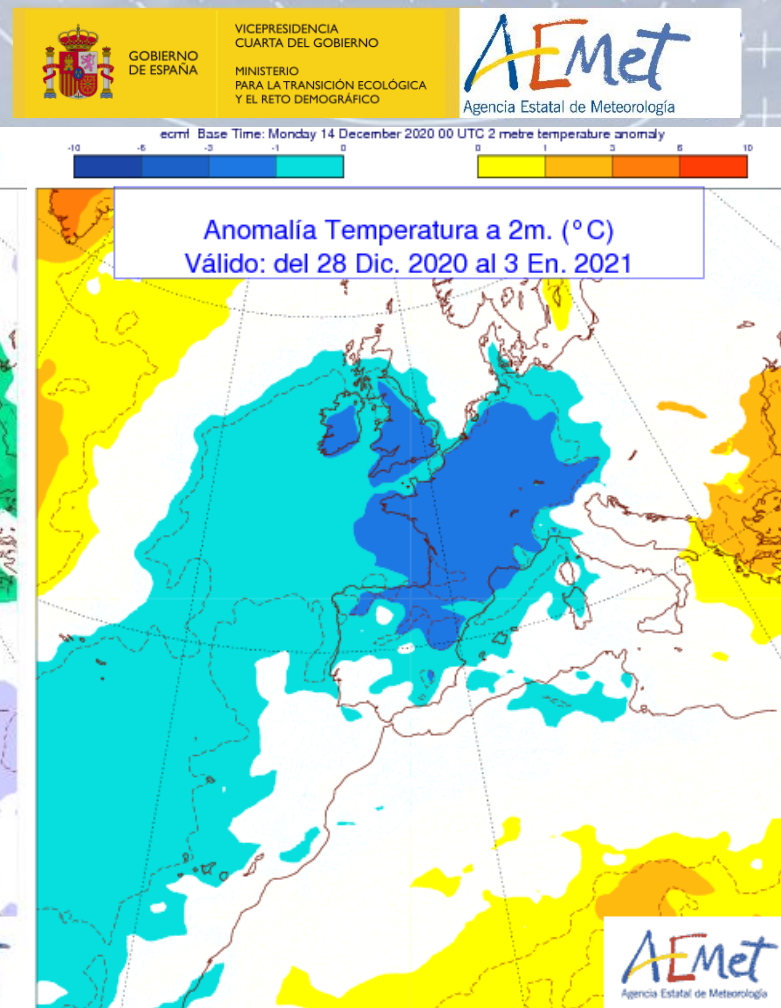 GOBIERNO
DE ESPAÑA
VICEPRESIDENCIA
CUARTA DEL GOBIERNO
MINISTERIO
PARA LA TRANSICIÓN ECOLÓGICA
Y EL RETO DEMOGRÁFICO
AEMet
Agencia Estatal de Meteorología
ecmf Base Time: Monday 14 December 2020 00 UTC 2 metre temperature anomaly
-10 -6 -3 -1 0 0 1 3 6 10
Anomalía Temperatura a 2m. (ºC)
Válido: del 28 Dic. 2020 al 3 En. 2021
AEMet
Agencia Estatal de Meteorología